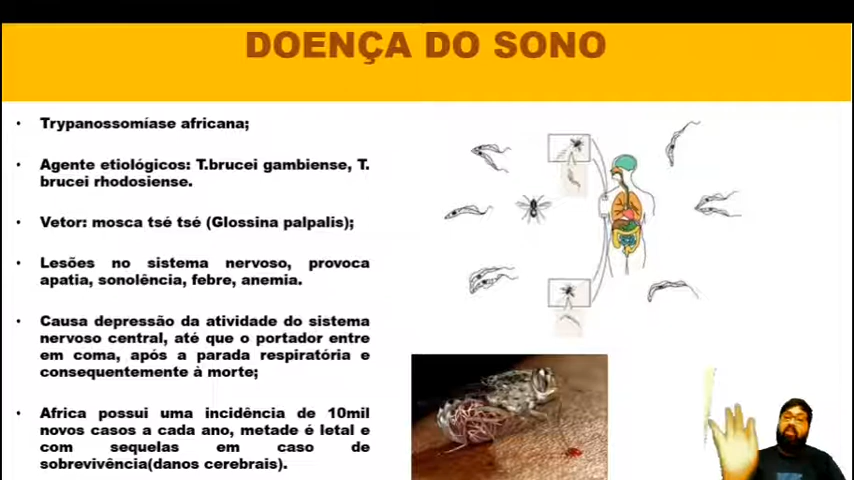 DOENÇA DO SONO
• Trypanossomíase africana;
• Agente etiológicos: T.brucei gambiense, T.
brucei rhodosiense.
• Vetor: mosca tsé tsé (Glossina palpalis);
• Lesões no sistema nervoso, provoca
apatia, sonolência, febre, anemia.
• Causa depressão da atividade do sistema
nervoso central, até que o portador entre
em coma, após a parada respiratória e
consequentemente à morte;
• Africa possui uma incidência de 10mil
novos casos a cada ano, metade é letal e
com sequelas em caso de
sobrevivência(danos cerebrais).